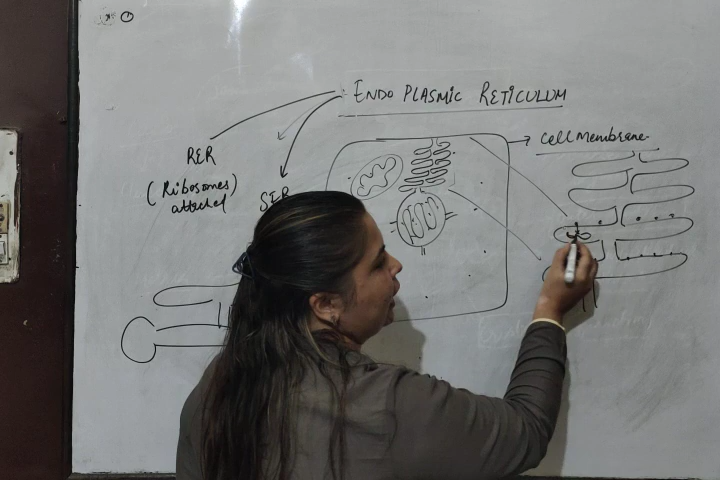 ENDO PLASMIC RETICULUM
Cell Membrane
RER
(Ribosomes)
attached
SER